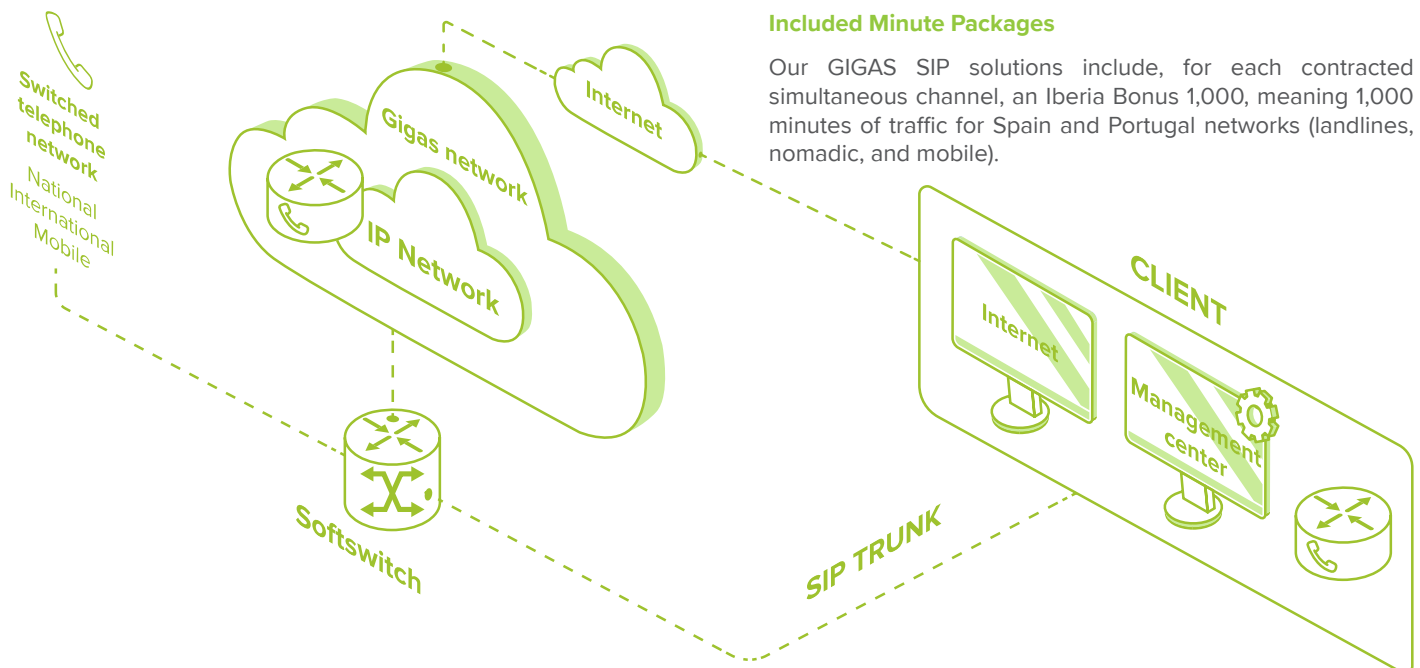 Included Minute Packages
Our GIGAS SIP solutions include, for each contracted
simultaneous channel, an Iberia Bonus 1,000, meaning 1,000
minutes of traffic for Spain and Portugal networks (landlines,
nomadic, and mobile).
Switched
telephone
network
National
International
Mobile
Gigas network
IP Network
Internet
CLIENT
Internet
Management
center
Softswitch
SIP TRUNK